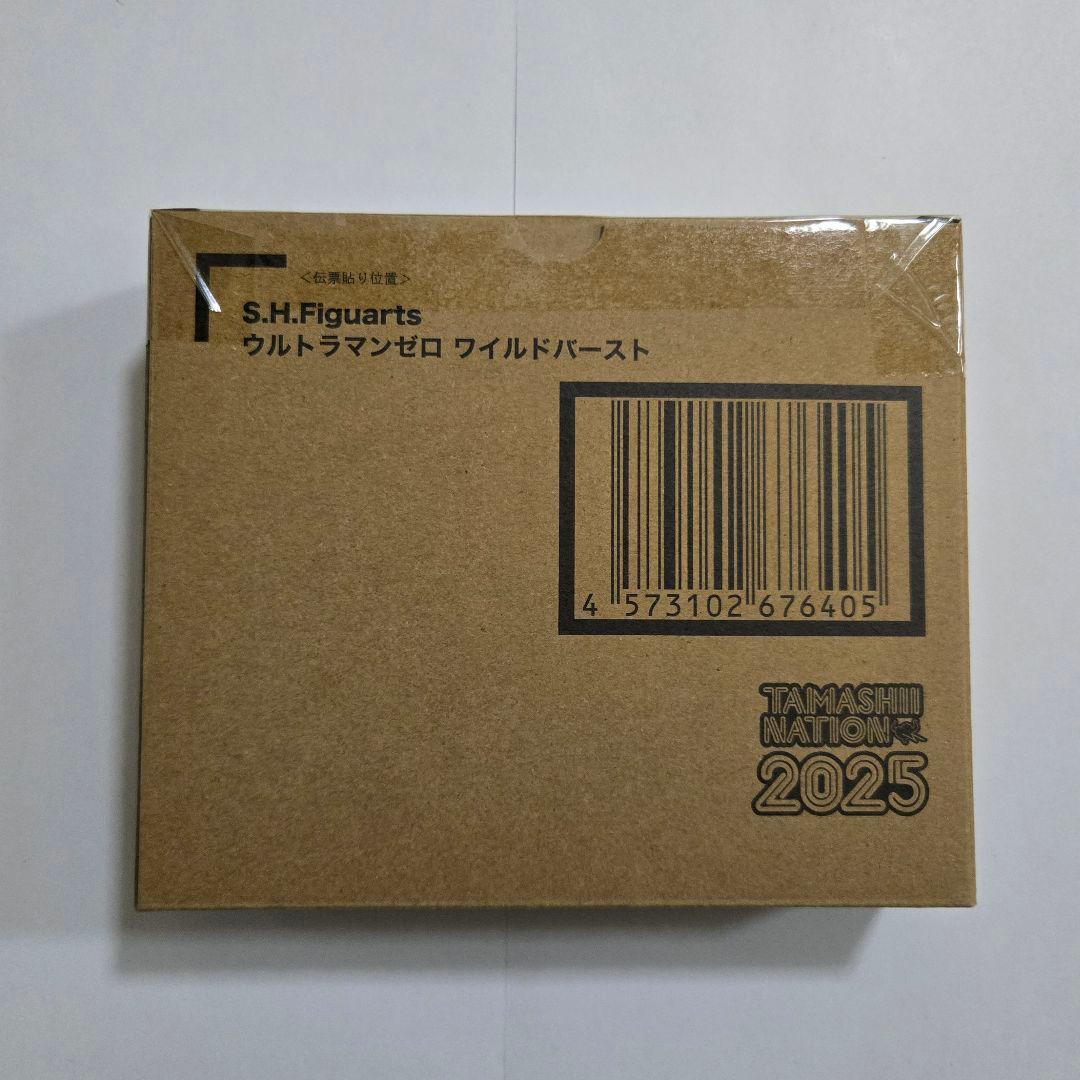 ＜伝票貼り位置＞
S.H.Figuarts
ウルトラマンゼロ ワイルドバースト
4 573102 676405
TAMASHII
NATION
2025